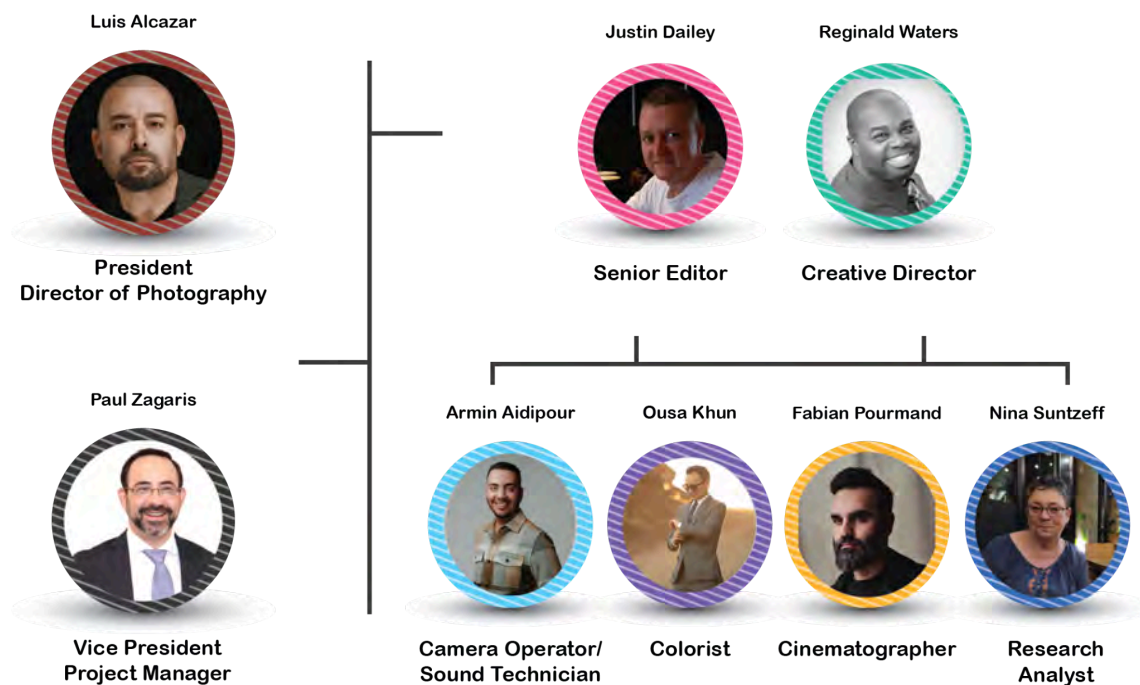 Luis Alcazar
President
Director of Photography
Paul Zagaris
Vice President
Project Manager
Justin Dailey
Senior Editor
Reginald Waters
Creative Director
Armin Aidipour
Camera Operator/
Sound Technician
Ousa Khun
Colorist
Fabian Pourmand
Cinematographer
Nina Suntzeff
Research
Analyst